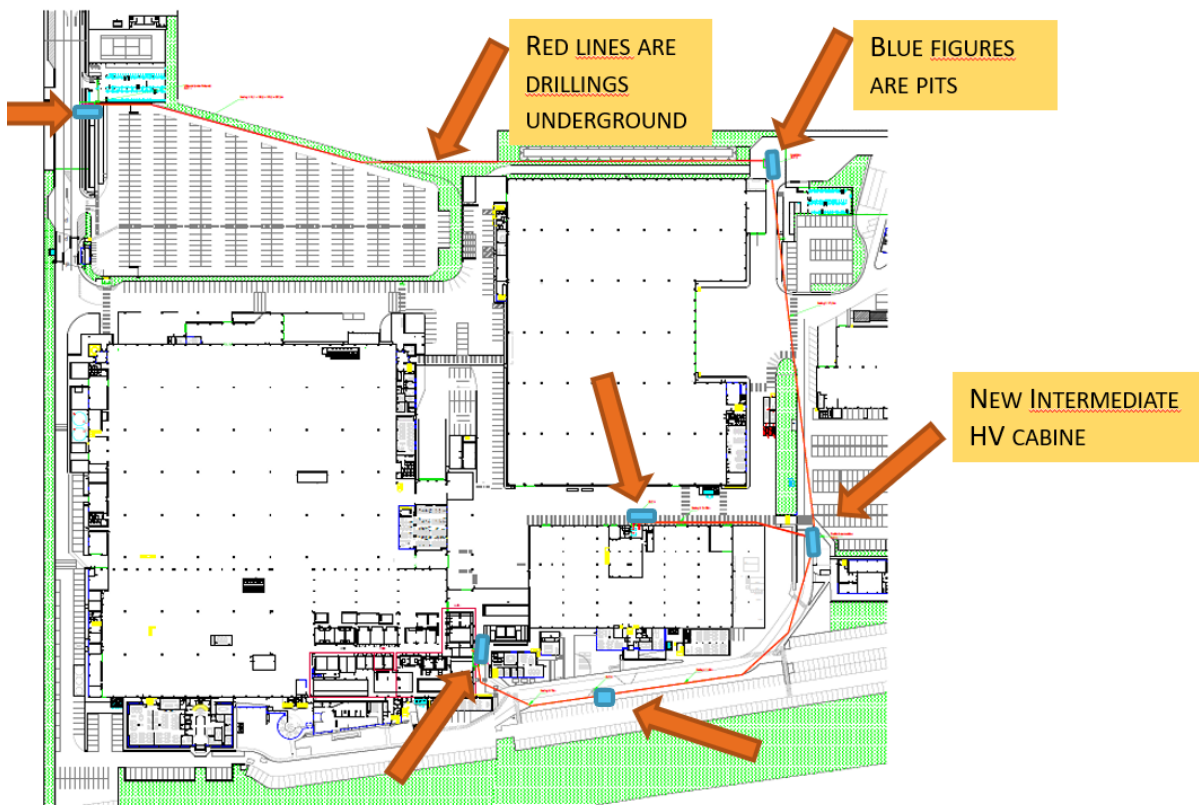 RED LINES ARE
DRILLINGS
UNDERGROUND
BLUE FIGURES
ARE PITS
NEW INTERMEDIATE
HV CABINE